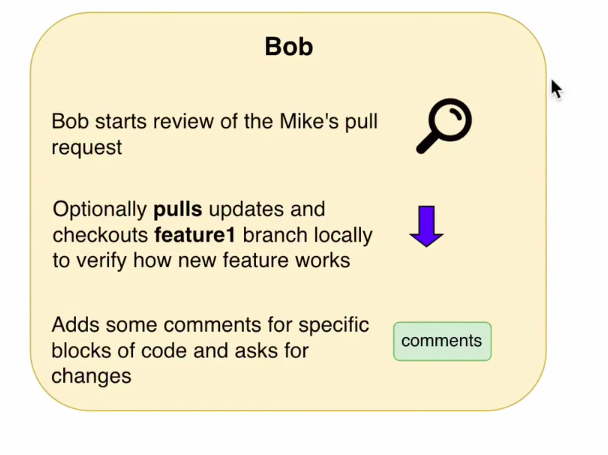 Bob
Bob starts review of the Mike's pull
request
Optionally pulls updates and
checkouts feature1 branch locally
to verify how new feature works
Adds some comments for specific
blocks of code and asks for
changes
comments